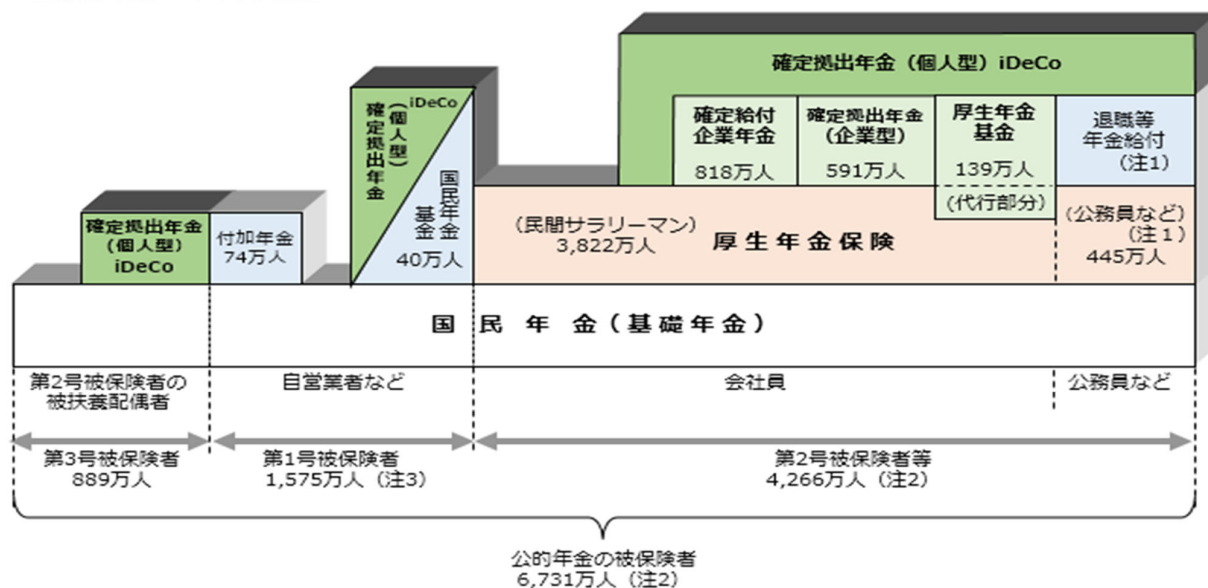 確定拠出年金（個人型）iDeCo
iDeCo
（個人型）
確定拠出年金
国民年金
基金
40万人
確定給付
企業年金
818万人
確定拠出年金
（企業型）
591万人
厚生年金
基金
139万人
（代行部分）
退職等
年金給付
（注1）
確定拠出年金
（個人型）
iDeCo
付加年金
74万人
（民間サラリーマン）
3,822万人
厚生年金保険
（公務員など）
（注１）
445万人
国民年金（基礎年金）
第2号被保険者の
被扶養配偶者
自営業者など
会社員
公務員など
第3号被保険者
889万人
第1号被保険者
1,575万人（注3）
第2号被保険者等
4,266万人（注2）
公的年金の被保険者
6,731万人（注2）